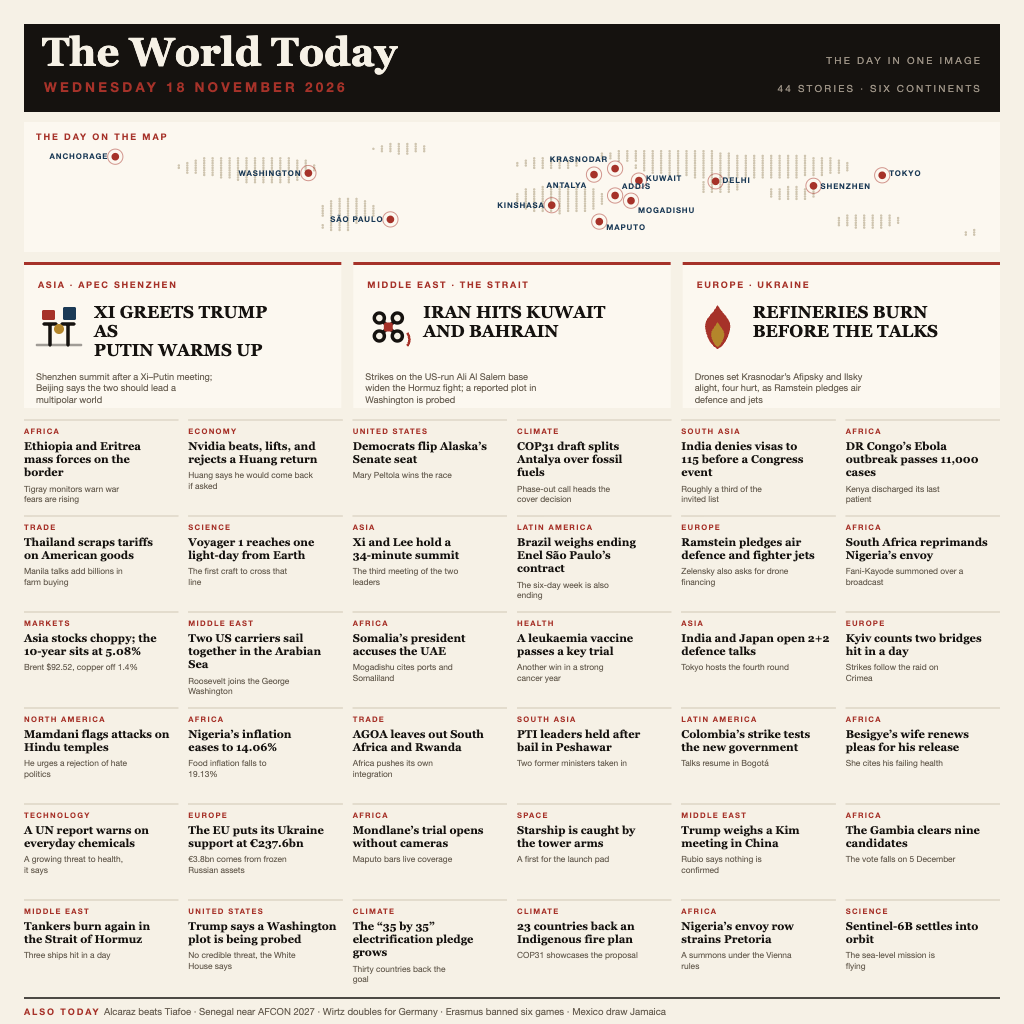 The World Today
WEDNESDAY 18 NOVEMBER 2026
THE DAY IN ONE IMAGE
44 STORIES · SIX CONTINENTS
THE DAY ON THE MAP
ANCHORAGE
WASHINGTON
SÃO PAULO
KRASNODAR
ANTALYA
KUWAIT
ADDIS
KINSHASA
MOGADISHU
MAPUTO
DELHI
SHENZHEN
TOKYO
ASIA · APEC SHENZHEN
XI GREETS TRUMP
AS
PUTIN WARMS UP
Shenzhen summit after a Xi–Putin meeting;
Beijing says the two should lead a
multipolar world
MIDDLE EAST · THE STRAIT
IRAN HITS KUWAIT
AND BAHRAIN
Strikes on the US-run Ali Al Salem base
widen the Hormuz fight; a reported plot in
Washington is probed
EUROPE · UKRAINE
REFINERIES BURN
BEFORE THE TALKS
Drones set Krasnodar's Afipsky and Ilsky
alight, four hurt, as Ramstein pledges air
defence and jets
AFRICA
Ethiopia and Eritrea
mass forces on the
border
Tigray monitors warn war
fears are rising
ECONOMY
Nvidia beats, lifts, and
rejects a Huang return
Huang says he would come back
if asked
UNITED STATES
Democrats flip Alaska’s
Senate seat
Mary Peltola wins the race
CLIMATE
COP31 draft splits
Antalya over fossil
fuels
Phase-out call heads the
cover decision
SOUTH ASIA
India denies visas to
115 before a Congress
event
Roughly a third of the
invited list
AFRICA
DR Congo’s Ebola
outbreak passes 11,000
cases
Kenya discharged its last
patient
TRADE
Thailand scraps tariffs
on American goods
Manila talks add billions in
farm buying
SCIENCE
Voyager 1 reaches one
light-day from Earth
The first craft to cross that
line
ASIA
Xi and Lee hold a
34-minute summit
The third meeting of the two
leaders
LATIN AMERICA
Brazil weighs ending
Enel São Paulo’s
contract
The six-day week is also
ending
EUROPE
Ramstein pledges air
defence and fighter jets
Zelensky also asks for drone
financing
AFRICA
South Africa reprimands
Nigeria’s envoy
Fani-Kayode summoned over a
broadcast
MARKETS
Asia stocks choppy; the
10-year sits at 5.08%
Brent $92.52, copper off 1.4%
MIDDLE EAST
Two US carriers sail
together in the Arabian
Sea
Roosevelt joins the George
Washington
AFRICA
Somalia’s president
accuses the UAE
Mogadishu cites ports and
Somaliland
HEALTH
A leukaemia vaccine
passes a key trial
Another win in a strong
cancer year
ASIA
India and Japan open 2+2
defence talks
Tokyo hosts the fourth round
EUROPE
Kyiv counts two bridges
hit in a day
Strikes follow the raid on
Crimea
NORTH AMERICA
Mamdani flags attacks on
Hindu temples
He urges a rejection of hate
politics
AFRICA
Nigeria’s inflation
eases to 14.06%
Food inflation falls to
19.13%
TRADE
AGOA leaves out South
Africa and Rwanda
Africa pushes its own
integration
SOUTH ASIA
PTI leaders held after
bail in Peshawar
Two former ministers taken in
LATIN AMERICA
Colombia’s strike tests
the new government
Talks resume in Bogotá
AFRICA
Besigye’s wife renews
pleas for his release
She cites his failing health
TECHNOLOGY
A UN report warns on
everyday chemicals
A growing threat to health,
it says
EUROPE
The EU puts its Ukraine
support at €237.6bn
€3.8bn comes from frozen
Russian assets
AFRICA
Mondlane’s trial opens
without cameras
Maputo bars live coverage
SPACE
Starship is caught by
the tower arms
A first for the launch pad
MIDDLE EAST
Trump weighs a Kim
meeting in China
Rubio says nothing is
confirmed
AFRICA
The Gambia clears nine
candidates
The vote falls on 5 December
MIDDLE EAST
Tankers burn again in
the Strait of Hormuz
Three ships hit in a day
UNITED STATES
Trump says a Washington
plot is being probed
No credible threat, the White
House says
CLIMATE
The “35 by 35”
electrification pledge
grows
Thirty countries back the
goal
CLIMATE
23 countries back an
Indigenous fire plan
COP31 showcases the proposal
AFRICA
Nigeria’s envoy row
strains Pretoria
A summons under the Vienna
rules
SCIENCE
Sentinel-6B settles into
orbit
The sea-level mission is
flying
ALSO TODAY Alcaraz beats Tiafoe · Senegal near AFCON 2027 · Wirtz doubles for Germany · Erasmus banned six games · Mexico draw Jamaica